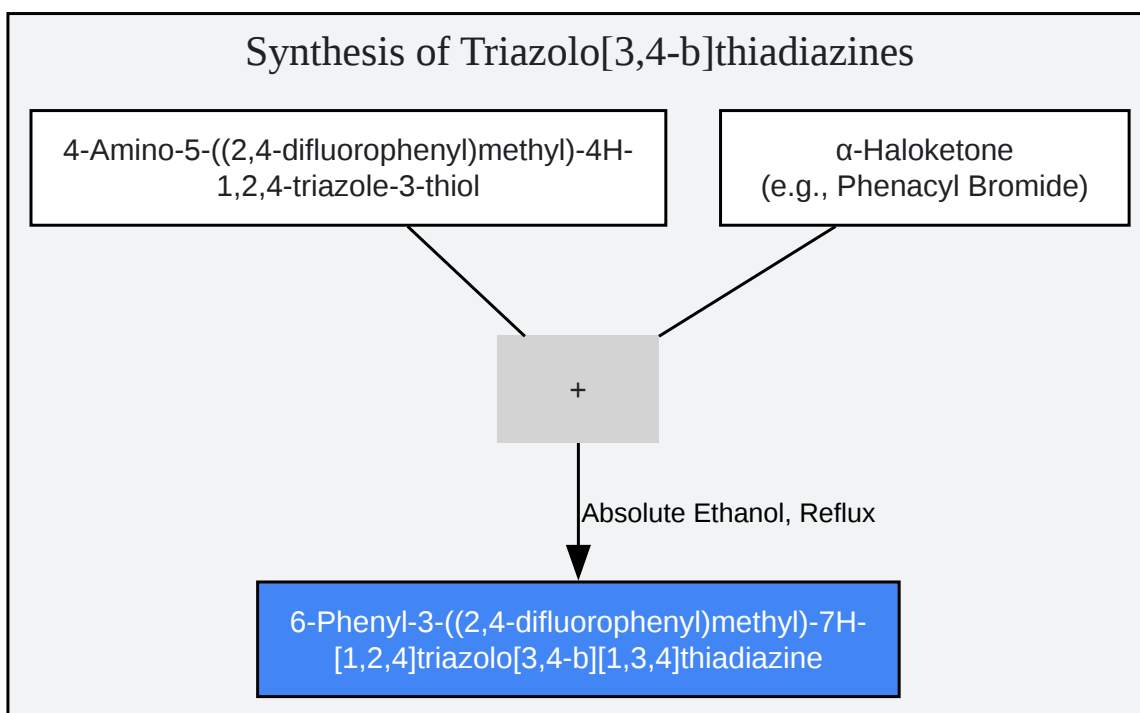 Synthesis of Triazolo[3,4-b]thiadiazines
4-Amino-5-((2,4-difluorophenyl)methyl)-4H-
1,2,4-triazole-3-thiol
α-Haloketone
(e.g., Phenacyl Bromide)
+
Absolute Ethanol, Reflux
6-Phenyl-3-((2,4-difluorophenyl)methyl)-7H-
[1,2,4]triazolo[3,4-b][1,3,4]thiadiazine